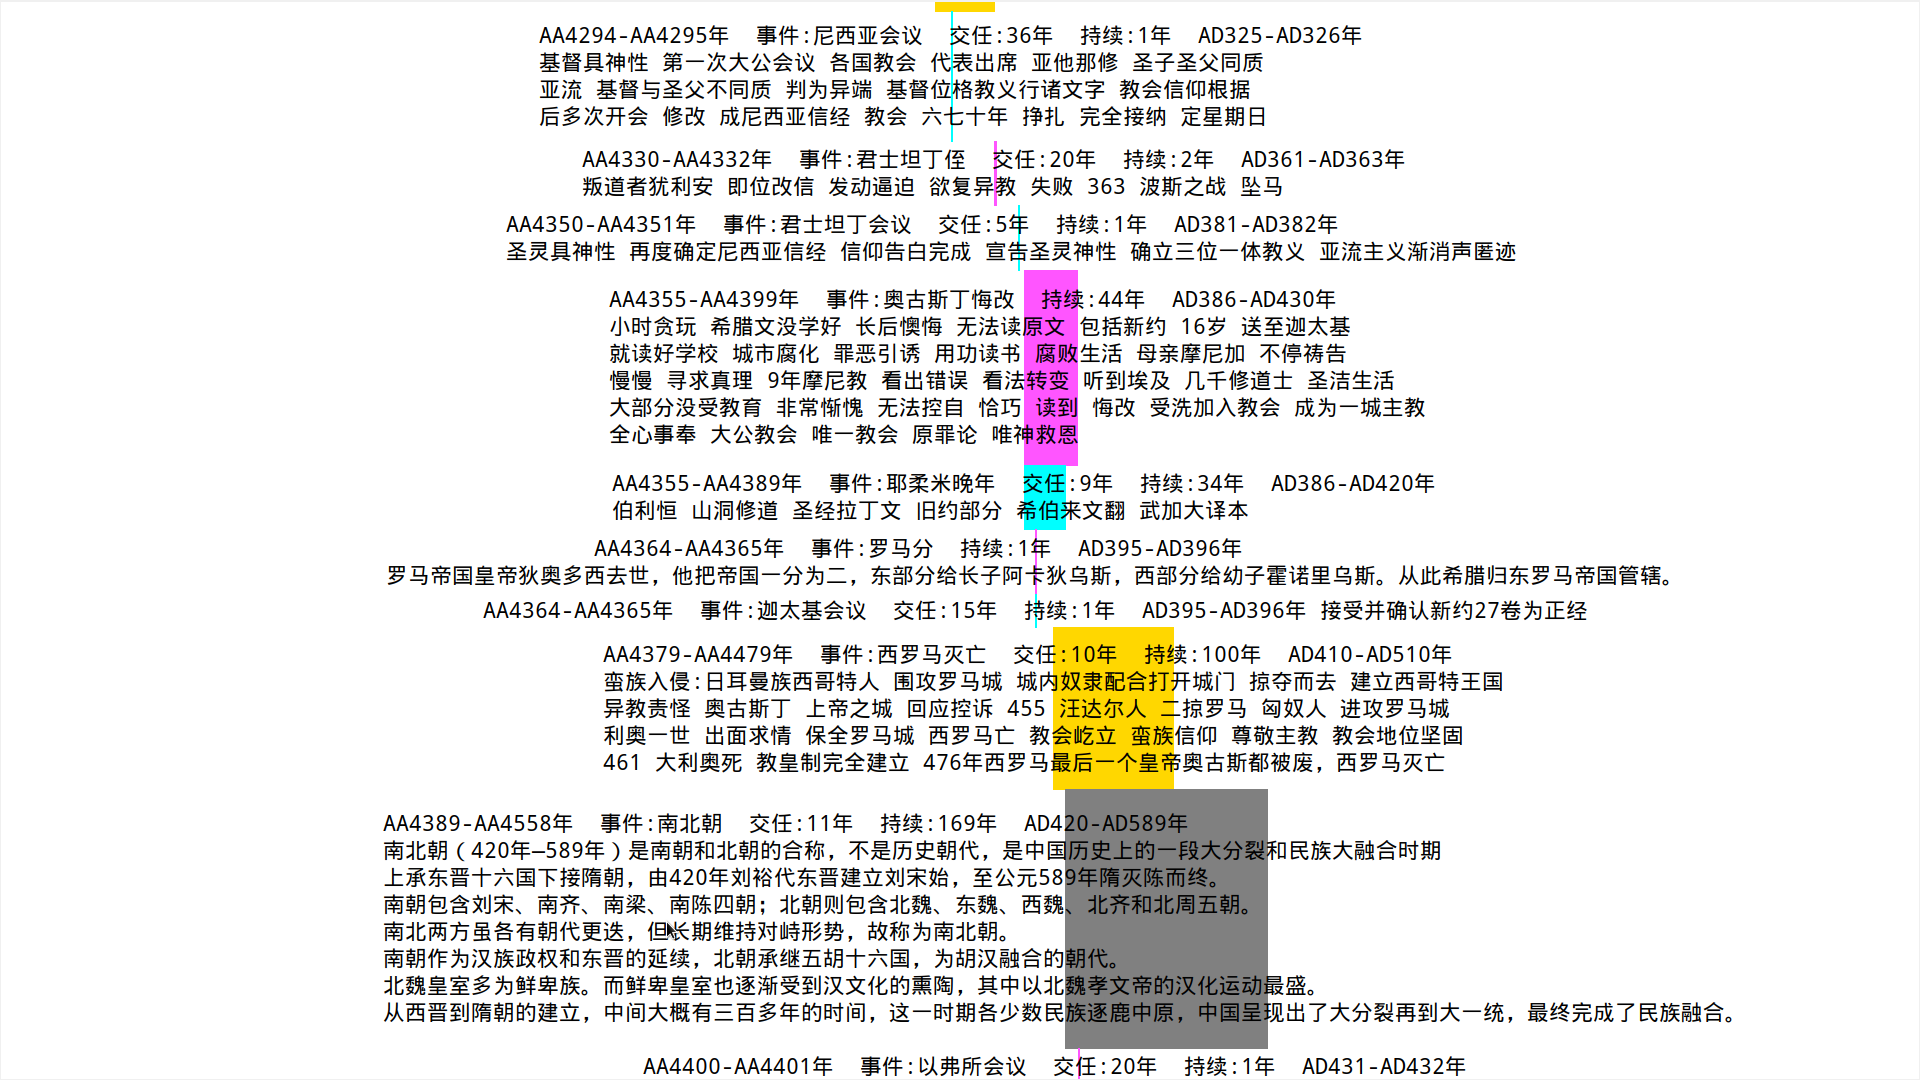 AA4294-AA4295年 事件:尼西亚会议 交任:36年 持续:1年 AD325-AD326年
基督具神性 第一次大公会议 各国教会 代表出席 亚他那修 圣子圣父同质
亚流 基督与圣父不同质 判为异端 基督位格教义行诸文字 教会信仰根据
后多次开会 修改 成尼西亚信经 教会 六七十年 挣扎 完全接纳 定星期日
AA4330-AA4332年 事件:君士坦丁侄 交任:20年 持续:2年 AD361-AD363年
叛道者犹利安 即位改信 发动逼迫 欲复异教 失败 363 波斯之战 坠马
AA4350-AA4351年 事件:君士坦丁会议 交任:5年 持续:1年 AD381-AD382年
圣灵具神性 再度确定尼西亚信经 信仰告白完成 宣告圣灵神性 确立三位一体教义 亚流主义渐消声匿迹
AA4355-AA4399年 事件:奥古斯丁悔改 持续:44年 AD386-AD430年
小时贪玩 希腊文没学好 长后懊悔 无法读原文 包括新约 16岁 送至迦太基
就读好学校 城市腐化 罪恶引诱 用功读书 腐败生活 母亲摩尼加 不停祷告
慢慢 寻求真理 9年摩尼教 看出错误 看法转变 听到埃及 几千修道士 圣洁生活
大部分没受教育 非常惭愧 无法控自 恰巧 读到 悔改 受洗加入教会 成为一城主教
全心事奉 大公教会 唯一教会 原罪论 唯神救恩
AA4355-AA4389年 事件:耶柔米晚年 交任:9年 持续:34年 AD386-AD420年
伯利恒 山洞修道 圣经拉丁文 旧约部分 希伯来文翻 武加大译本
AA4364-AA4365年 事件:罗马分 持续:1年 AD395-AD396年
罗马帝国皇帝狄奥多西去世，他把帝国一分为二，东部分给长子阿卡狄乌斯，西部分给幼子霍诺里乌斯。从此希腊归东罗马帝国管辖。
AA4364-AA4365年 事件:迦太基会议 交任:15年 持续:1年 AD395-AD396年 接受并确认新约27卷为正经
AA4379-AA4479年 事件:西罗马灭亡 交任:10年 持续:100年 AD410-AD510年
蛮族入侵:日耳曼族西哥特人 围攻罗马城 城内奴隶配合打开城门 掠夺而去 建立西哥特王国
异教责怪 奥古斯丁 上帝之城 回应控诉 455 汪达尔人 二掠罗马 匈奴人 进攻罗马城
利奥一世 出面求情 保全罗马城 西罗马亡 教会屹立 蛮族信仰 尊敬主教 教会地位坚固
461 大利奥死 教皇制完全建立 476年西罗马最后一个皇帝奥古斯都被废，西罗马灭亡
AA4389-AA4558年 事件:南北朝 交任:11年 持续:169年 AD420-AD589年
南北朝（420年—589年）是南朝和北朝的合称，不是历史朝代，是中国历史上的一段大分裂和民族大融合时期
上承东晋十六国下接隋朝，由420年刘裕代东晋建立刘宋始，至公元589年隋灭陈而终。
南朝包含刘宋、南齐、南梁、南陈四朝；北朝则包含北魏、东魏、西魏、北齐和北周五朝。
南北两方虽各有朝代更迭，但长期维持对峙形势，故称为南北朝。
南朝作为汉族政权和东晋的延续，北朝承继五胡十六国，为胡汉融合的朝代。
北魏皇室多为鲜卑族。而鲜卑皇室也逐渐受到汉文化的熏陶，其中以北魏孝文帝的汉化运动最盛。
从西晋到隋朝的建立，中间大概有三百多年的时间，这一时期各少数民族逐鹿中原，中国呈现出了大分裂再到大一统，最终完成了民族融合。
AA4400-AA4401年 事件:以弗所会议 交任:20年 持续:1年 AD431-AD432年